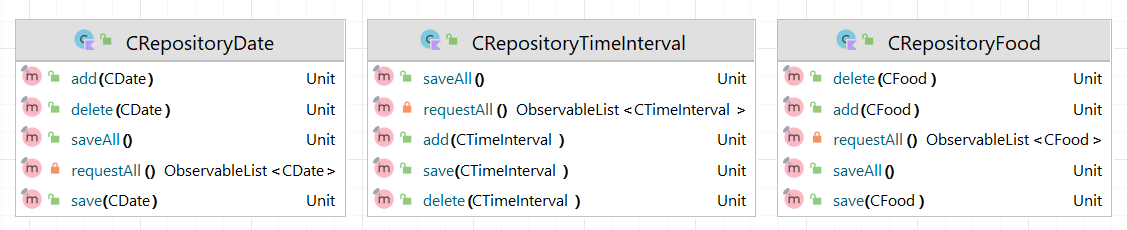 CRepositoryDate
add(CDate) Unit
delete(CDate) Unit
saveAll() Unit
requestAll() ObservableList<CDate>
save(CDate) Unit
CRepositoryTimeInterval
saveAll() Unit
requestAll() ObservableList<CTimeInterval>
add(CTimeInterval) Unit
save(CTimeInterval) Unit
delete(CTimeInterval) Unit
CRepositoryFood
delete(CFood) Unit
add(CFood) Unit
requestAll() ObservableList<CFood>
saveAll() Unit
save(CFood) Unit